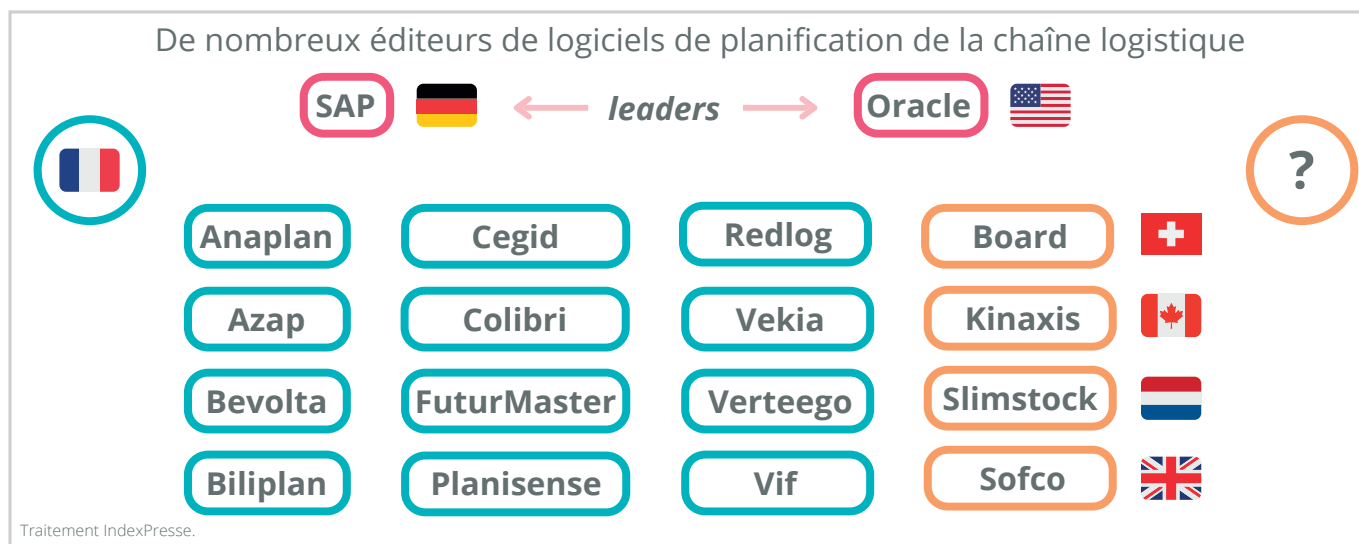 De nombreux éditeurs de logiciels de planification de la chaîne logistique
SAP leaders Oracle
?
Anaplan Cegid Redlog Board
Azap Colibri Vekia Kinaxis
Bevolta FuturMaster Verteego Slimstock
Biliplan Planisense Vif Sofco
Traitement IndexPresse.